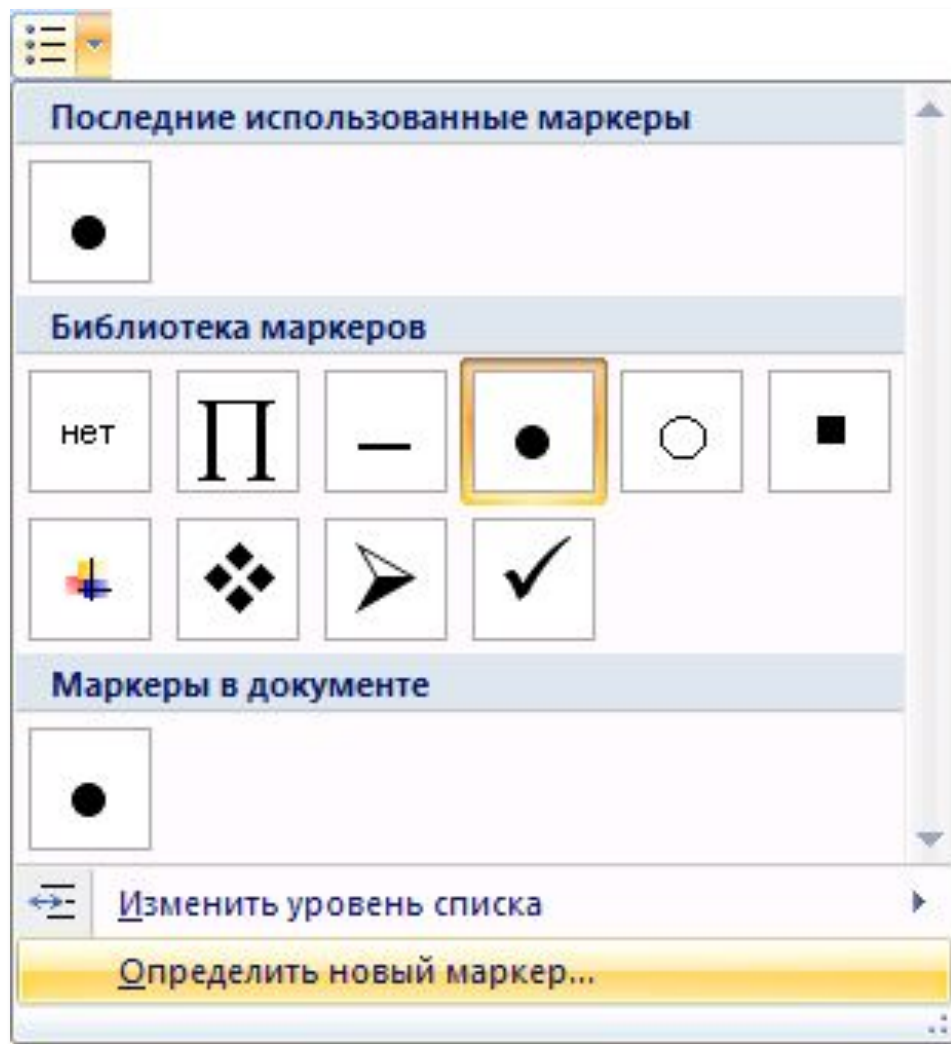 Последние использованные маркеры
Библиотека маркеров
нет
Маркеры в документе
Изменить уровень списка
Определить новый маркер...